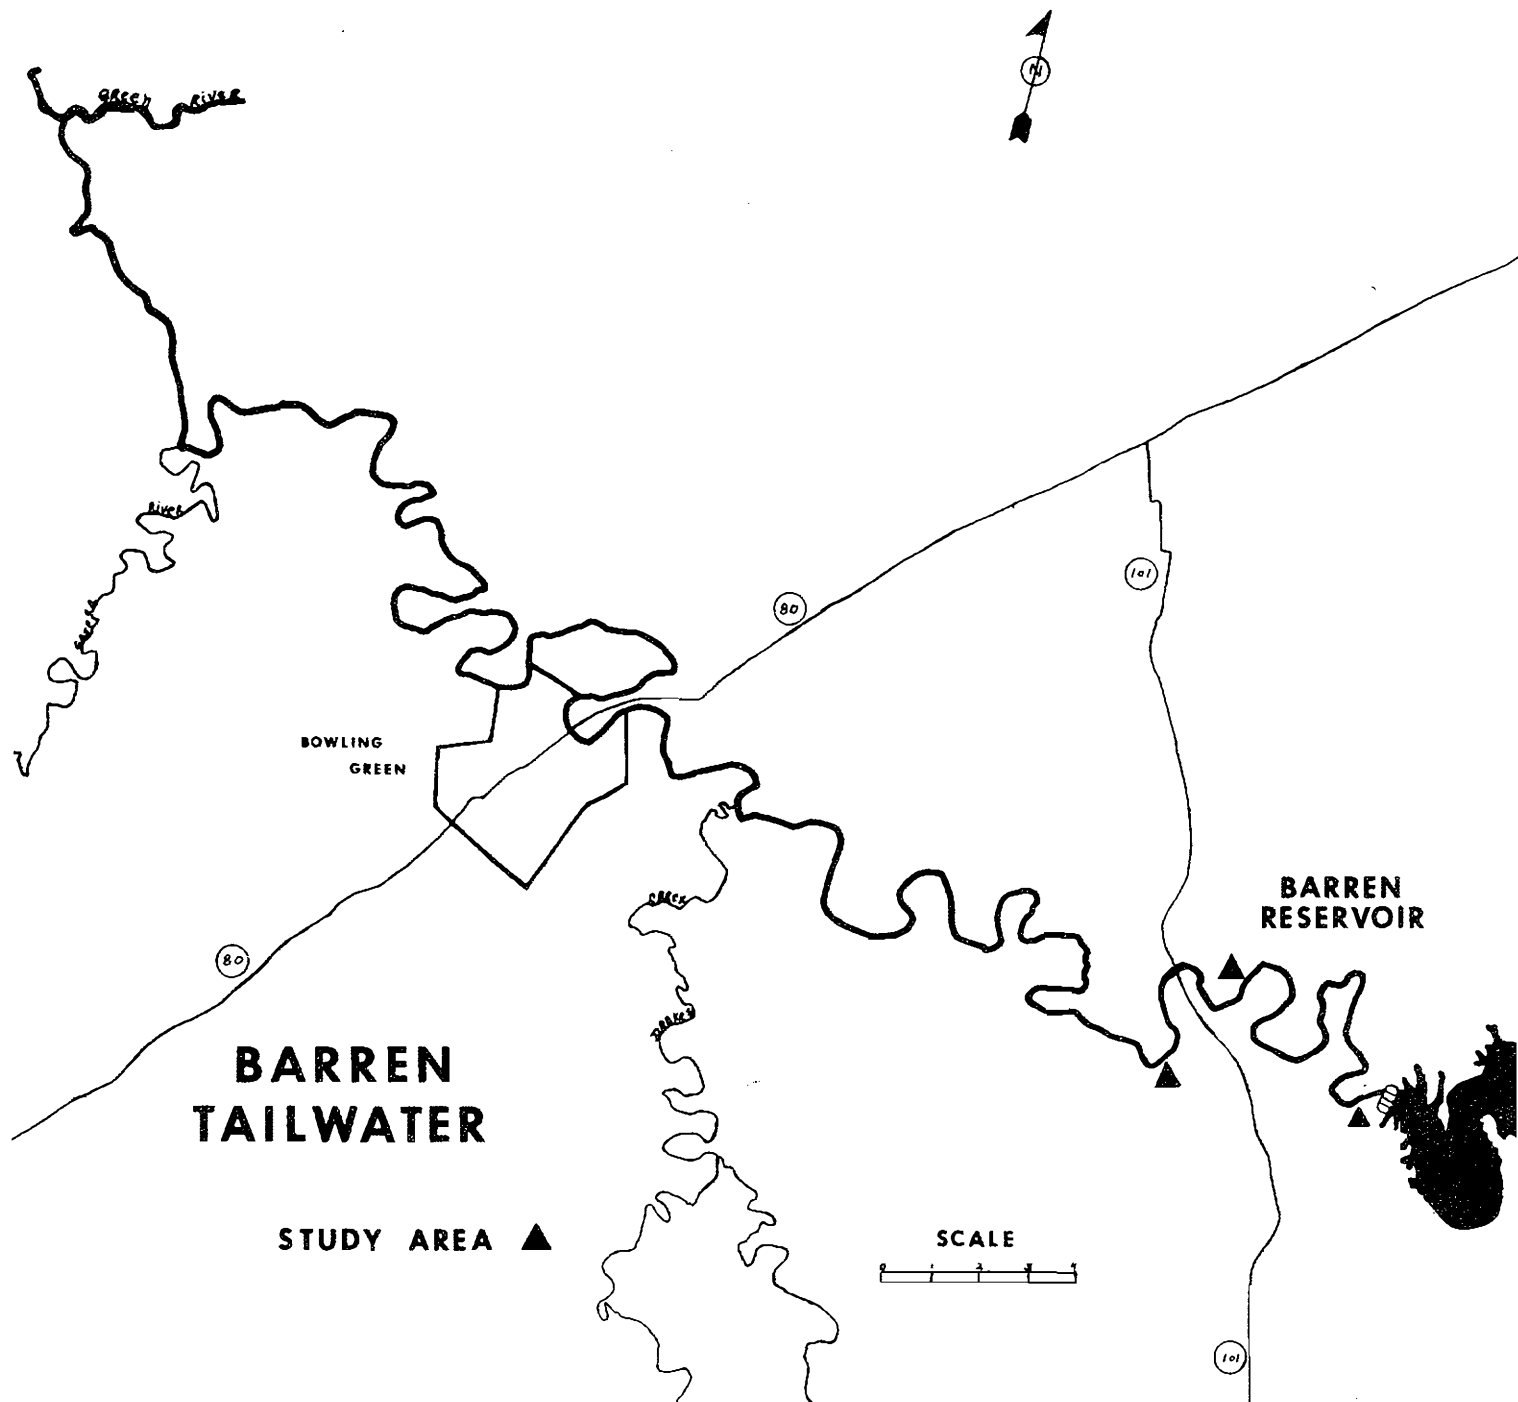 GREEN RIVER
N
RIVER
101
80
BOWLING
GREEN
BARREN
RESERVOIR
CREEK
80
DRAKES
BARREN
TAILWATER
STUDY AREA
SCALE
0 1 2 3 4
101